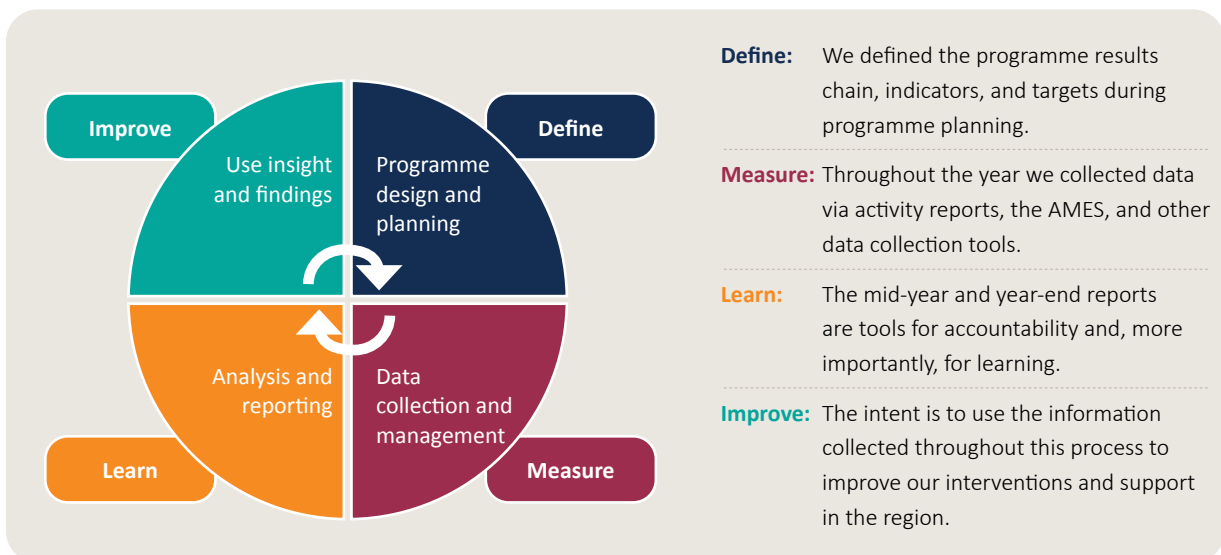 Improve
Define
Use insight
and findings
Programme
design and
planning
Analysis and
reporting
Data
collection and
management
Learn
Measure
Define: We defined the programme results
chain, indicators, and targets during
programme planning.
Measure: Throughout the year we collected data
via activity reports, the AMES, and other
data collection tools.
Learn: The mid-year and year-end reports
are tools for accountability and, more
importantly, for learning.
Improve: The intent is to use the information
collected throughout this process to
improve our interventions and support
in the region.